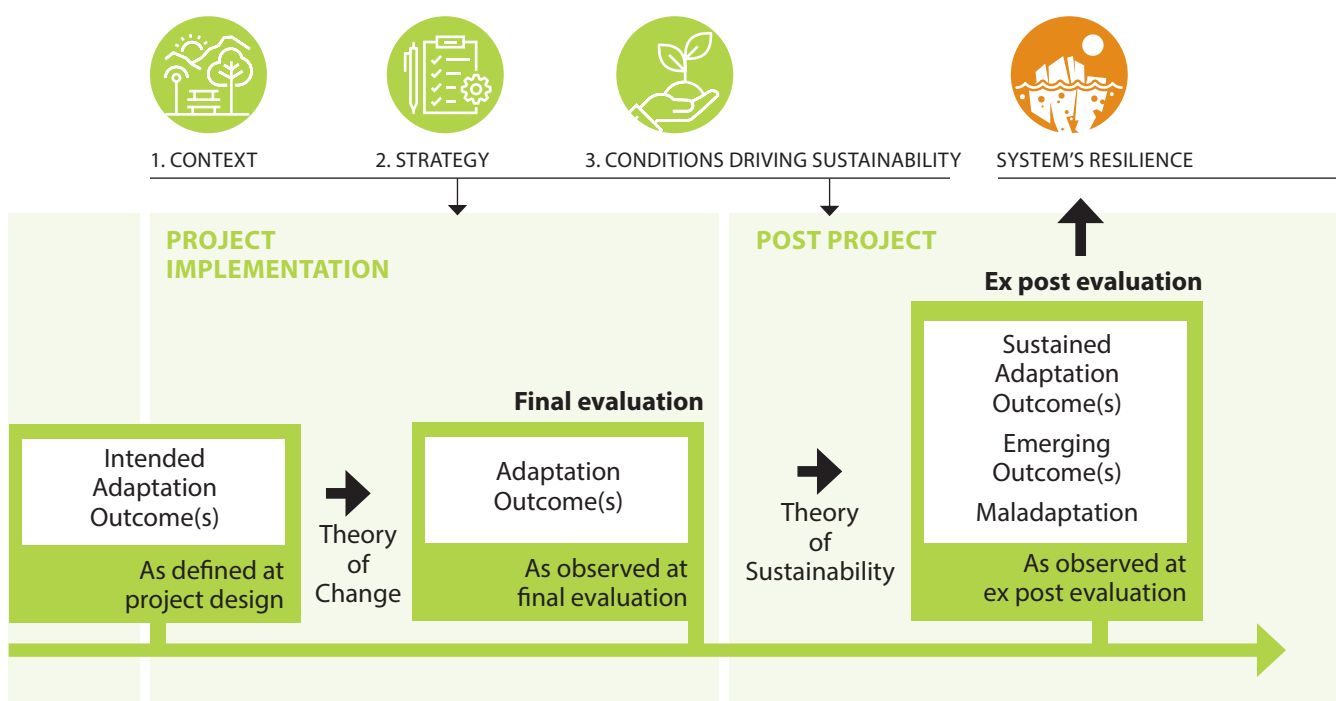 1. CONTEXT
2. STRATEGY
3. CONDITIONS DRIVING SUSTAINABILITY
SYSTEM’S RESILIENCE
PROJECT
IMPLEMENTATION
POST PROJECT
Intended
Adaptation
Outcome(s)
As defined at
project design
Theory
of
Change
Final evaluation
Adaptation
Outcome(s)
As observed at
final evaluation
Theory
of
Sustainability
Ex post evaluation
Sustained
Adaptation
Outcome(s)
Emerging
Outcome(s)
Maladaptation
As observed at
ex post evaluation